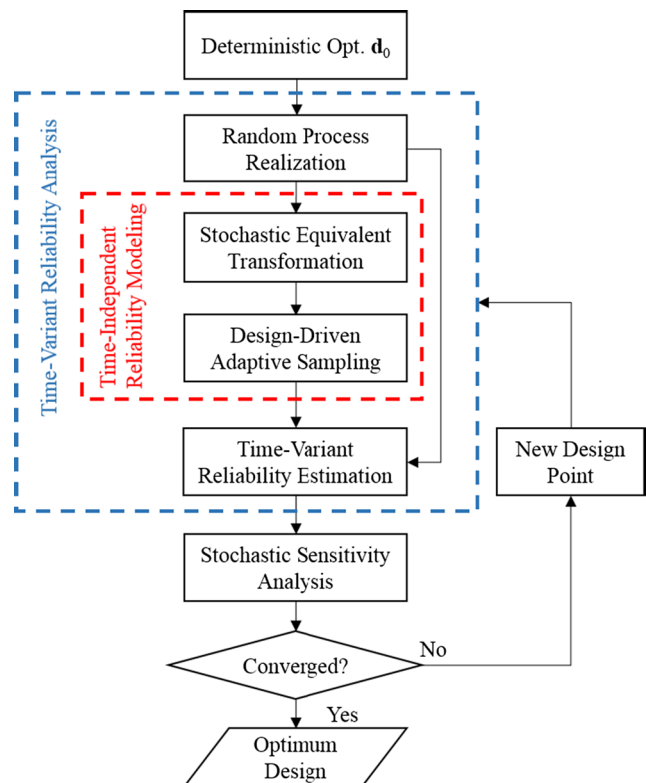 Deterministic Opt. d₀
Time-Variant Reliability Analysis
Random Process
Realization
Time-Independent
Reliability Modeling
Stochastic Equivalent
Transformation
Design-Driven
Adaptive Sampling
Time-Variant
Reliability Estimation
New Design
Point
Stochastic Sensitivity
Analysis
Converged?
No
Yes
Optimum
Design